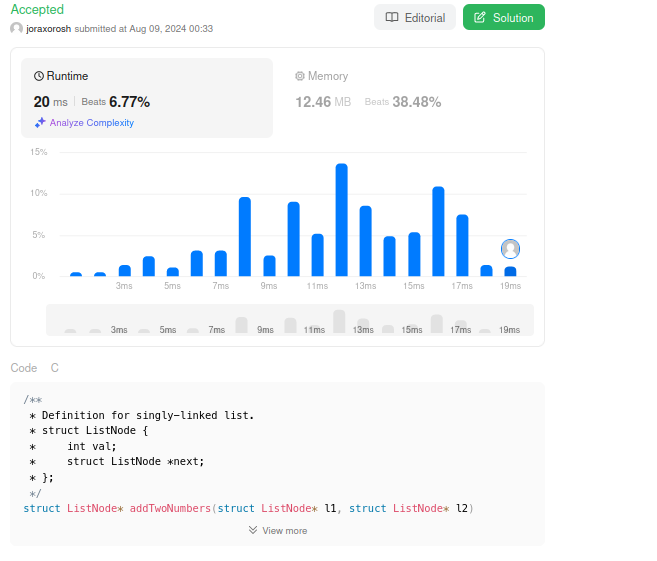 Accepted
joraxorosh submitted at Aug 09, 2024 00:33
Editorial
Solution
Runtime
20 ms | Beats 6.77%
Analyze Complexity
Memory
12.46 MB Beats 38.48%
15%
10%
5%
0%
3ms 5ms 7ms 9ms 11ms 13ms 15ms 17ms 19ms
3ms 5ms 7ms 9ms 11ms 13ms 15ms 17ms 19ms
Code C
/**
 * Definition for singly-linked list.
 * struct ListNode {
 *     int val;
 *     struct ListNode *next;
 * };
 */
struct ListNode* addTwoNumbers(struct ListNode* l1, struct ListNode* l2)
View more